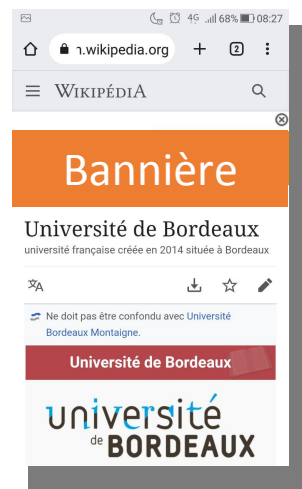 4G 68% 08:27
ı.wikipedia.org + 2
WIKIPÉDIA
Bannière
Université de Bordeaux
université française créée en 2014 située à Bordeaux
Ne doit pas être confondu avec Université
Bordeaux Montaigne.
Université de Bordeaux
université
de BORDEAUX